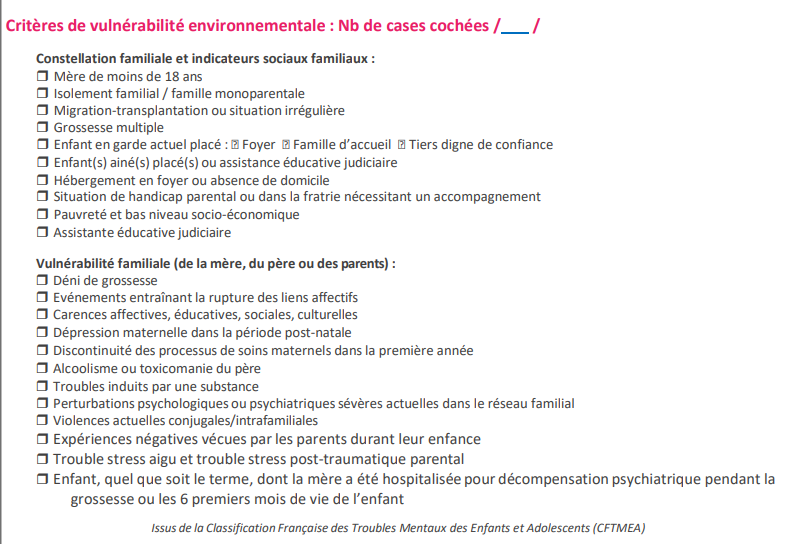 Critères de vulnérabilité environnementale : Nb de cases cochées /___ /
Constellation familiale et indicateurs sociaux familiaux :
❒ Mère de moins de 18 ans
❒ Isolement familial / famille monoparentale
❒ Migration-transplantation ou situation irrégulière
❒ Grossesse multiple
❒ Enfant en garde actuel placé : ⍰ Foyer ⍰ Famille d’accueil ⍰ Tiers digne de confiance
❒ Enfant(s) ainé(s) placé(s) ou assistance éducative judiciaire
❒ Hébergement en foyer ou absence de domicile
❒ Situation de handicap parental ou dans la fratrie nécessitant un accompagnement
❒ Pauvreté et bas niveau socio-économique
❒ Assistante éducative judiciaire
Vulnérabilité familiale (de la mère, du père ou des parents) :
❒ Déni de grossesse
❒ Evénements entraînant la rupture des liens affectifs
❒ Carences affectives, éducatives, sociales, culturelles
❒ Dépression maternelle dans la période post-natale
❒ Discontinuité des processus de soins maternels dans la première année
❒ Alcoolisme ou toxicomanie du père
❒ Troubles induits par une substance
❒ Perturbations psychologiques ou psychiatriques sévères actuelles dans le réseau familial
❒ Violences actuelles conjugales/intrafamiliales
❒ Expériences négatives vécues par les parents durant leur enfance
❒ Trouble stress aigu et trouble stress post-traumatique parental
❒ Enfant, quel que soit le terme, dont la mère a été hospitalisée pour décompensation psychiatrique pendant la
grossesse ou les 6 premiers mois de vie de l’enfant
Issus de la Classification Française des Troubles Mentaux des Enfants et Adolescents (CFTMEA)